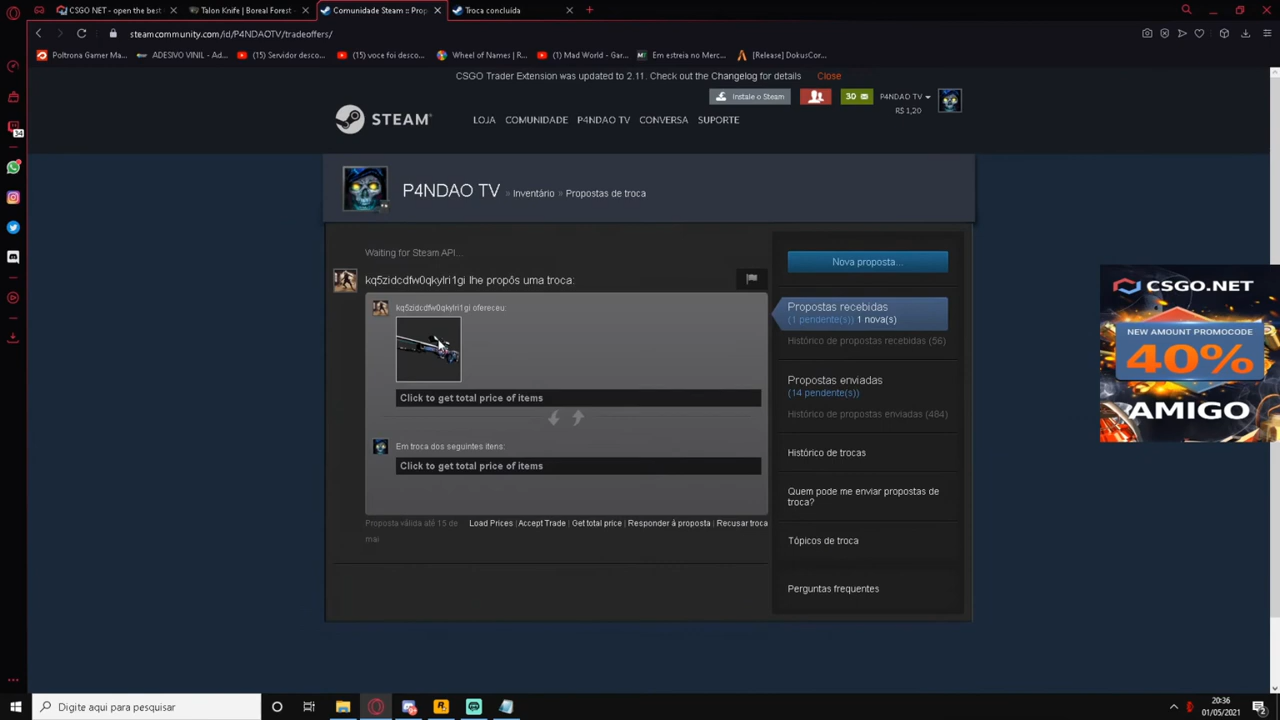 CSGO NET - open the best
Talon Knife | Boreal Forest -
Comunidade Steam :: Prop
Troca concluída
steamcommunity.com/id/P4NDAOTV/tradeoffers/
Poltrona Gamer Ma...
ADESIVO VINIL - Ad...
(15) Servidor descо...
(15) voce foi desco...
Wheel of Names | R...
(1) Mad World - Gar...
Em estreia no Merc...
[Release] DokusCor...
CSGO Trader Extension was updated to 2.11. Check out the Changelog for details
Close
Instale o Steam
30
P4NDAO TV
R$ 1,20
STEAM
LOJA
COMUNIDADE
P4NDAO TV
CONVERSA
SUPORTE
34
P4NDAO TV » Inventário » Propostas de troca
Waiting for Steam API...
kq5zidcdfw0qkylri1gi lhe propôs uma troca:
kq5zidcdfw0qkylri1gi ofereceu:
Click to get total price of items
Em troca dos seguintes itens:
Click to get total price of items
Proposta válida até 15 de mai
Load Prices | Accept Trade | Get total price | Responder à proposta | Recusar troca
Nova proposta...
Propostas recebidas
(1 pendente(s)) 1 nova(s)
Histórico de propostas recebidas (56)
Propostas enviadas
(14 pendente(s))
Histórico de propostas enviadas (484)
Histórico de trocas
Quem pode me enviar propostas de
troca?
Tópicos de troca
Perguntas frequentes
CSGO.NET
NEW AMOUNT PROMOCODE
40%
AMIGO
Digite aqui para pesquisar
20:36
01/05/2021
2